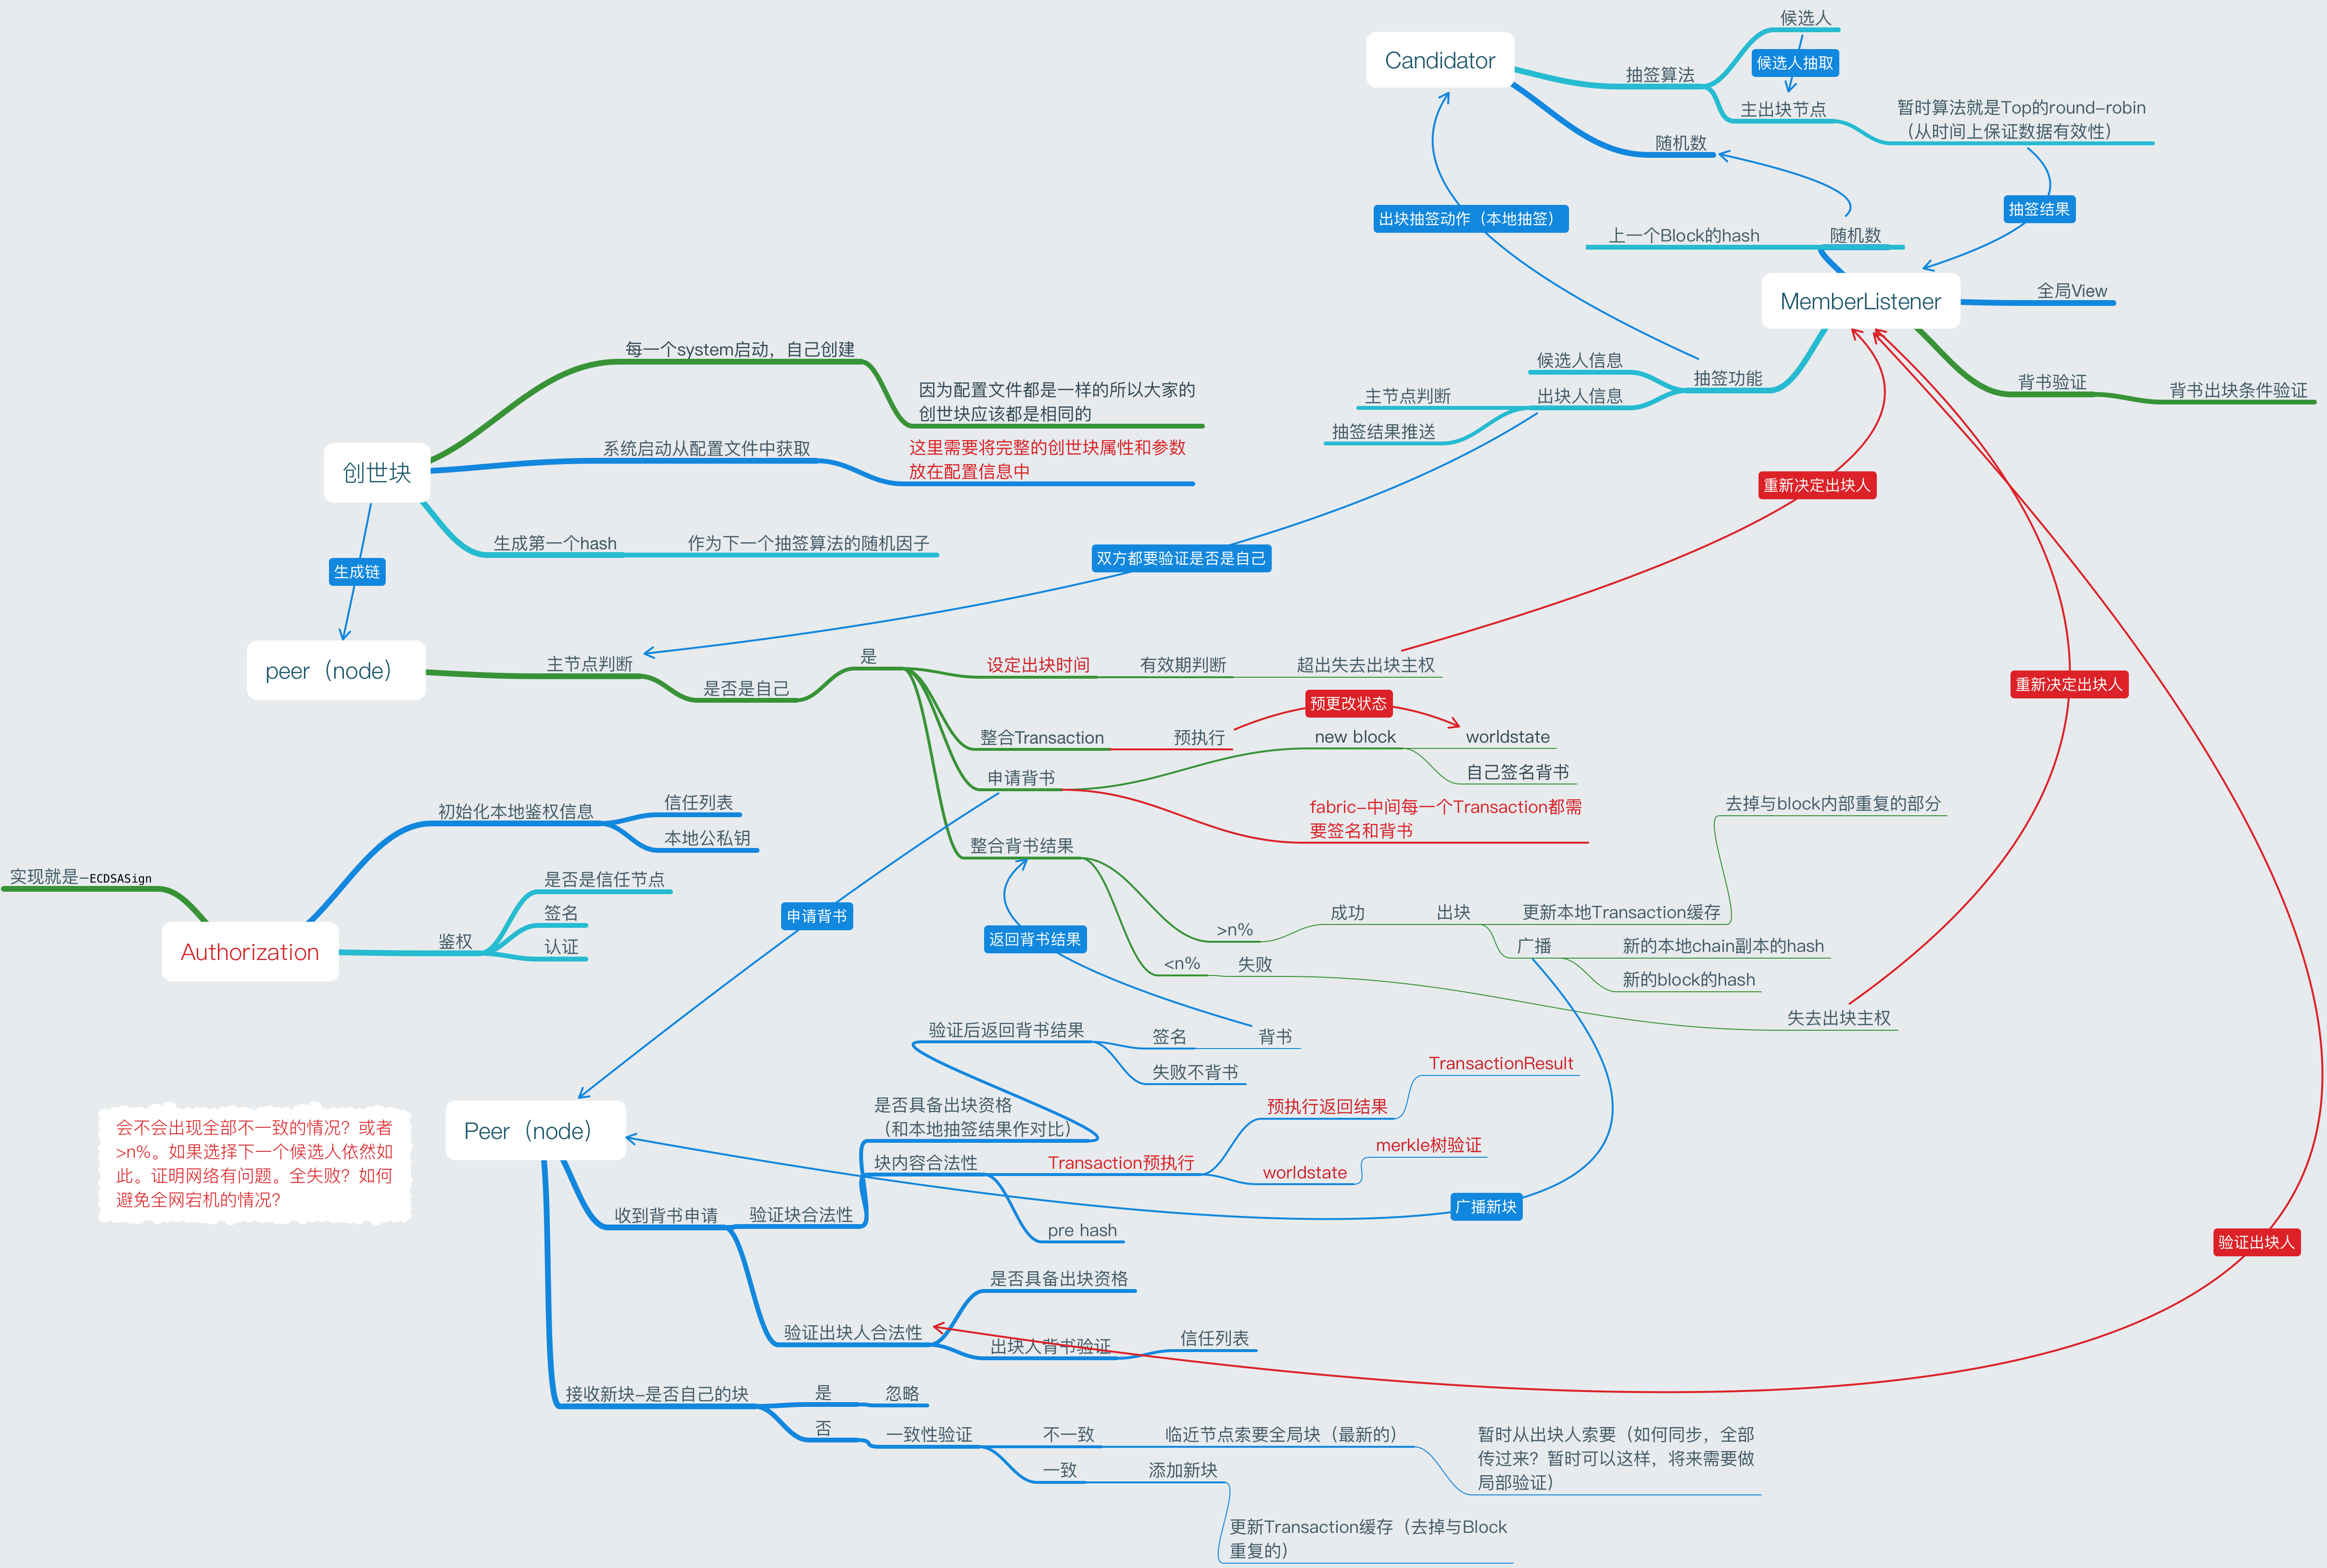 候选人
Candidator
候选人抽取
抽签算法
主出块节点
暂时算法就是Top的round-robin
（从时间上保证数据有效性）
随机数
出块抽签动作（本地抽签）
抽签结果
上一个Block的hash
随机数
MemberListener
全局View
候选人信息
抽签功能
主节点判断
出块人信息
抽签结果推送
背书验证
背书出块条件验证
每一个system启动，自己创建
因为配置文件都是一样的所以大家的
创世块应该都是相同的
创世块
系统启动从配置文件中获取
这里需要将完整的创世块属性和参数
放在配置信息中
生成第一个hash
作为下一个抽签算法的随机因子
重新决定出块人
双方都要验证是否是自己
生成链
peer（node）
主节点判断
是否是自己
是
设定出块时间
有效期判断
超出失去出块主权
重新决定出块人
预更改状态
整合Transaction
预执行
new block
worldstate
自己签名背书
申请背书
fabric-中间每一个Transaction都需
要签名和背书
整合背书结果
去掉与block内部重复的部分
初始化本地鉴权信息
信任列表
本地公私钥
实现就是-ECDSASign
是否是信任节点
签名
认证
鉴权
Authorization
申请背书
返回背书结果
>n%
成功
出块
更新本地Transaction缓存
广播
新的本地chain副本的hash
新的block的hash
<n%
失败
失去出块主权
验证后返回背书结果
签名
背书
失败不背书
TransactionResult
预执行返回结果
是否具备出块资格
（和本地抽签结果作对比）
Peer（node）
块内容合法性
Transaction预执行
merkle树验证
worldstate
广播新块
会不会出现全部不一致的情况？或者
>n%。如果选择下一个候选人依然如
此。证明网络有问题。全失败？如何
避免全网宕机的情况？
收到背书申请
验证块合法性
pre hash
验证出块人
是否具备出块资格
验证出块人合法性
出块人背书验证
信任列表
接收新块-是否自己的块
是
忽略
否
一致性验证
不一致
临近节点索要全局块（最新的）
暂时从出块人索要（如何同步，全部
传过来？暂时可以这样，将来需要做
局部验证）
一致
添加新块
更新Transaction缓存（去掉与Block
重复的）